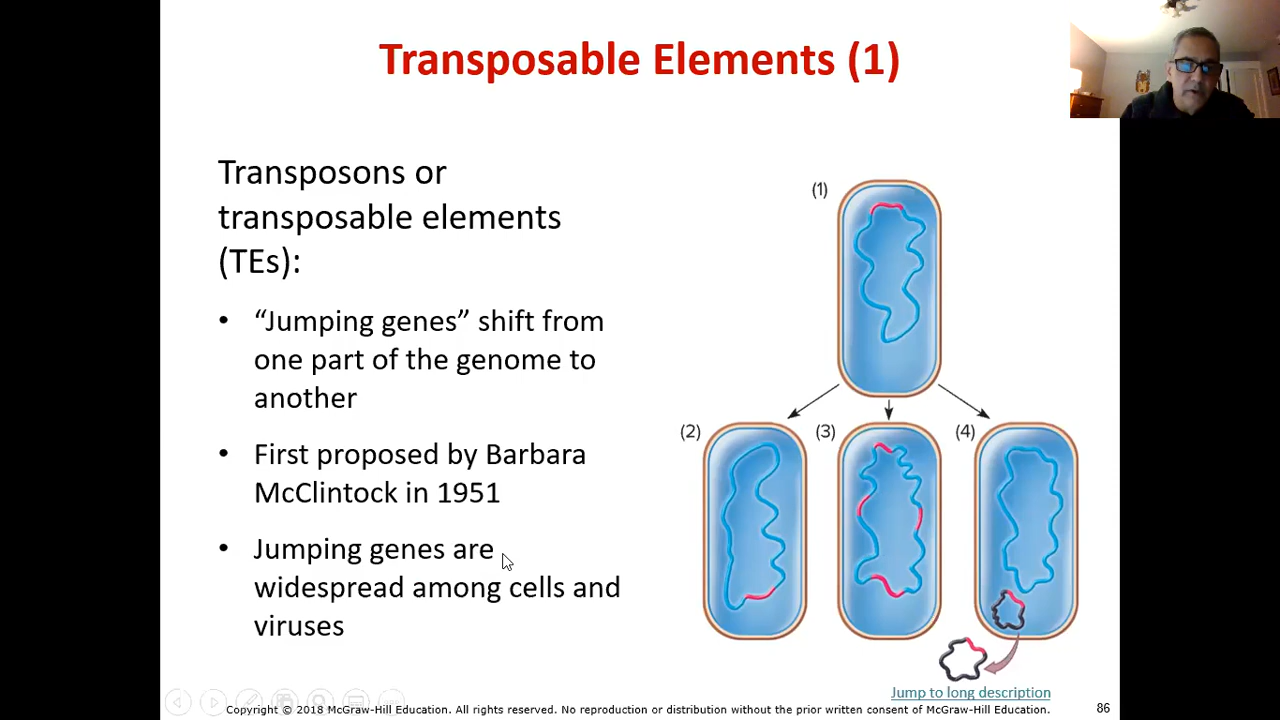 Transposable Elements (1)
Transposons or
transposable elements
(TEs):
• “Jumping genes” shift from
one part of the genome to
another
• First proposed by Barbara
McClintock in 1951
• Jumping genes are
widespread among cells and
viruses
(1)
(2)
(3)
(4)
Jump to long description
Copyright © 2018 McGraw-Hill Education. All rights reserved. No reproduction or distribution without the prior written consent of McGraw-Hill Education.
86